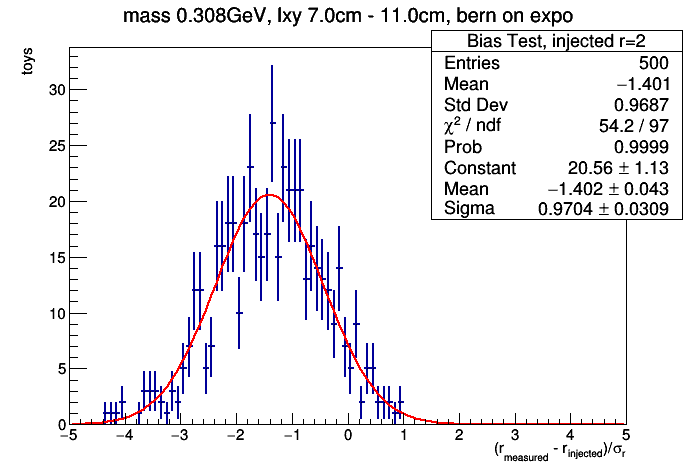 mass 0.308GeV, lxy 7.0cm - 11.0cm, bern on expo
Bias Test, injected r=2
Entries 500
Mean −1.401
Std Dev 0.9687
χ² / ndf 54.2 / 97
Prob 0.9999
Constant 20.56 ± 1.13
Mean −1.402 ± 0.043
Sigma 0.9704 ± 0.0309
toys
30
25
20
15
10
5
0
−5 −4 −3 −2 −1 0 1 2 3 4 5
(r_measured - r_injected)/σ_r